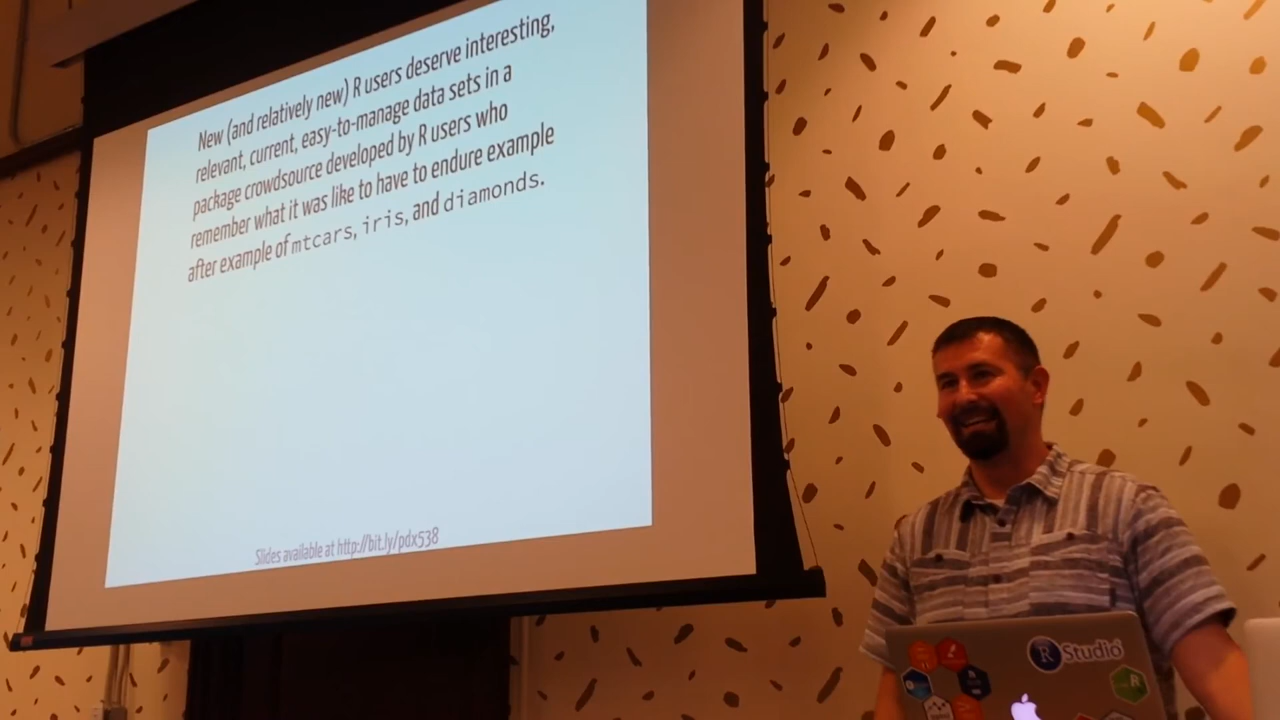 New (and relatively new) R users deserve interesting,
relevant, current, easy-to-manage data sets in a
package crowdsource developed by R users who
remember what it was like to have to endure example
after example of mtcars, iris, and diamonds.
Slides available at http://bit.ly/pdx538
R Studio
R